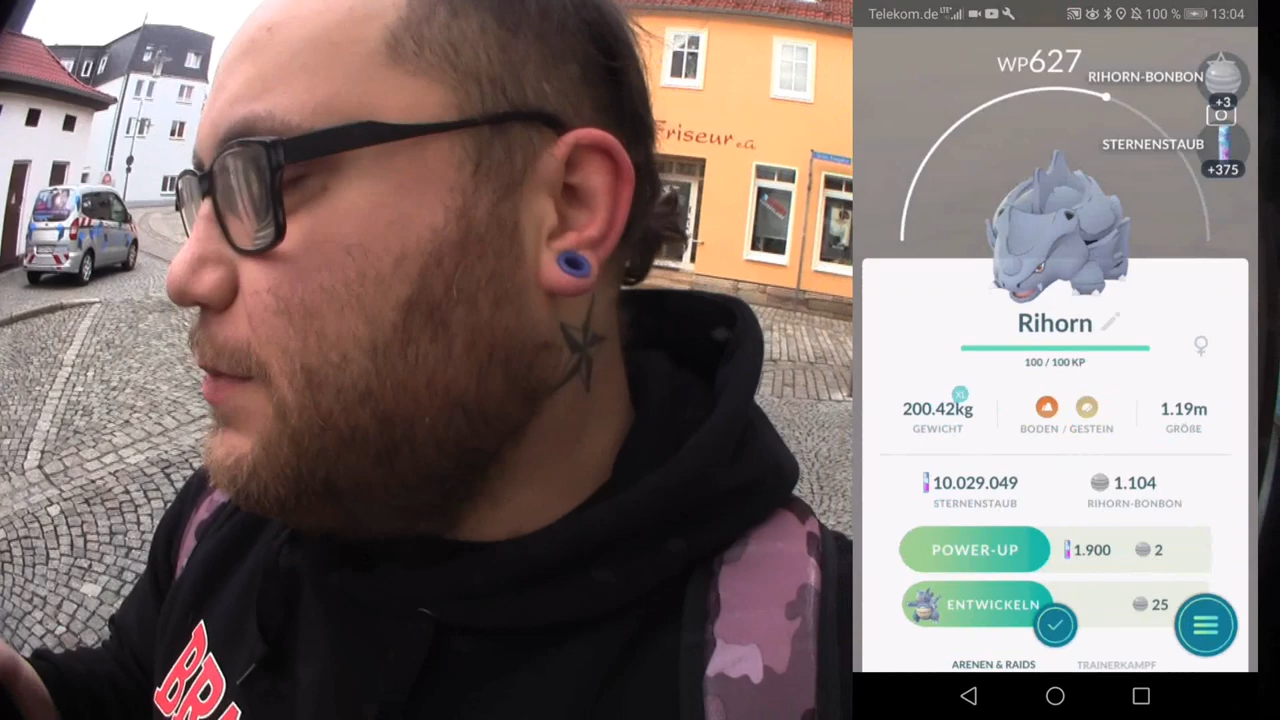 Friseur e.G.
BRA
Telekom.de LTE 100 % 13:04
WP627
RIHORN-BONBON
+3
STERNENSTAUB
+375
Rihorn
100 / 100 KP
XL
200.42kg 1.19m
GEWICHT BODEN / GESTEIN GRÖSSE
10.029.049 1.104
STERNENSTAUB RIHORN-BONBON
POWER-UP 1.900 2
ENTWICKELN 25
ARENEN & RAIDS TRAINERKAMPF